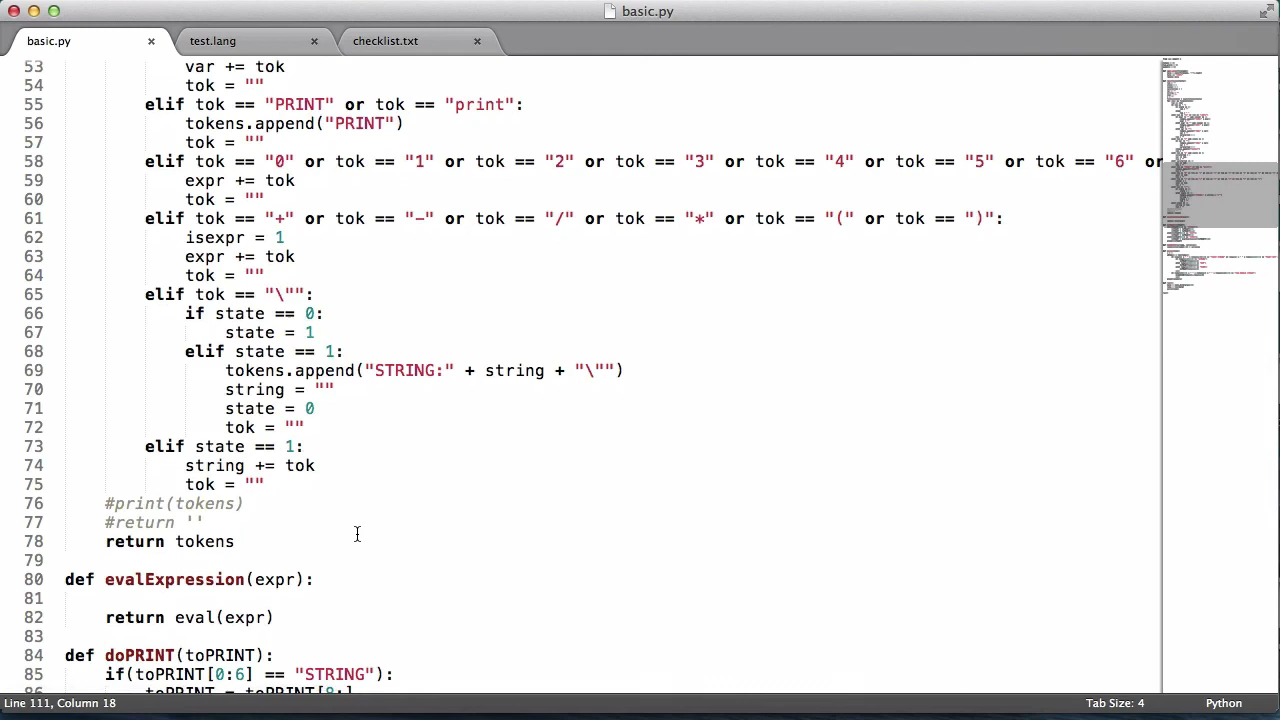 basic.py
basic.py
test.lang
checklist.txt
53 var += tok
54 tok = ""
55 elif tok == "PRINT" or tok == "print":
56 tokens.append("PRINT")
57 tok = ""
58 elif tok == "0" or tok == "1" or tok == "2" or tok == "3" or tok == "4" or tok == "5" or tok == "6" or
59 expr += tok
60 tok = ""
61 elif tok == "+" or tok == "-" or tok == "/" or tok == "*" or tok == "(" or tok == ")":
62 isexpr = 1
63 expr += tok
64 tok = ""
65 elif tok == "\"":
66 if state == 0:
67 state = 1
68 elif state == 1:
69 tokens.append("STRING:" + string + "\"")
70 string = ""
71 state = 0
72 tok = ""
73 elif state == 1:
74 string += tok
75 tok = ""
76 #print(tokens)
77 #return ''
78 return tokens
79
80 def evalExpression(expr):
81
82 return eval(expr)
83
84 def doPRINT(toPRINT):
85 if(toPRINT[0:6] == "STRING"):
86 toPRINT = toPRINT[8:]
Line 111, Column 18
Tab Size: 4
Python